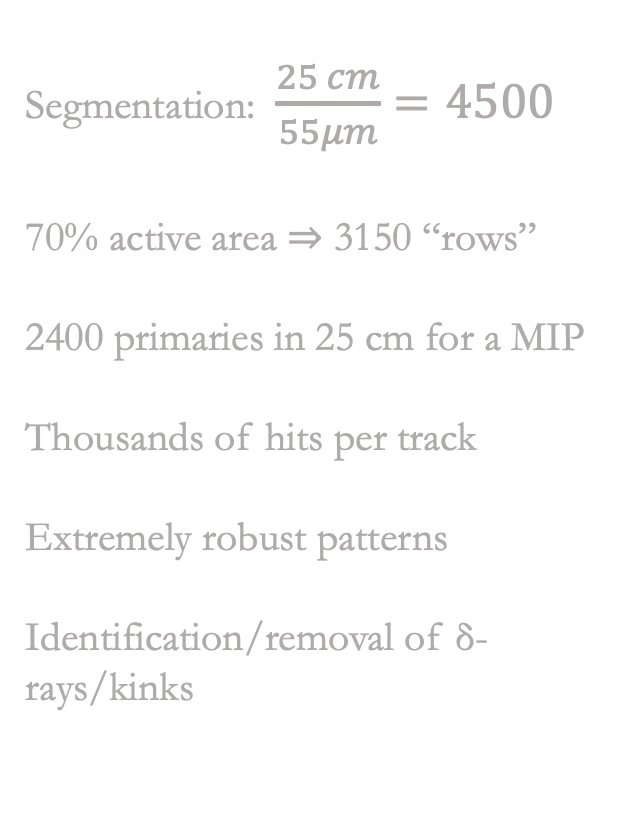 Segmentation: 25 cm / 55μm = 4500
70% active area ⇒ 3150 “rows”
2400 primaries in 25 cm for a MIP
Thousands of hits per track
Extremely robust patterns
Identification/removal of δ-
rays/kinks